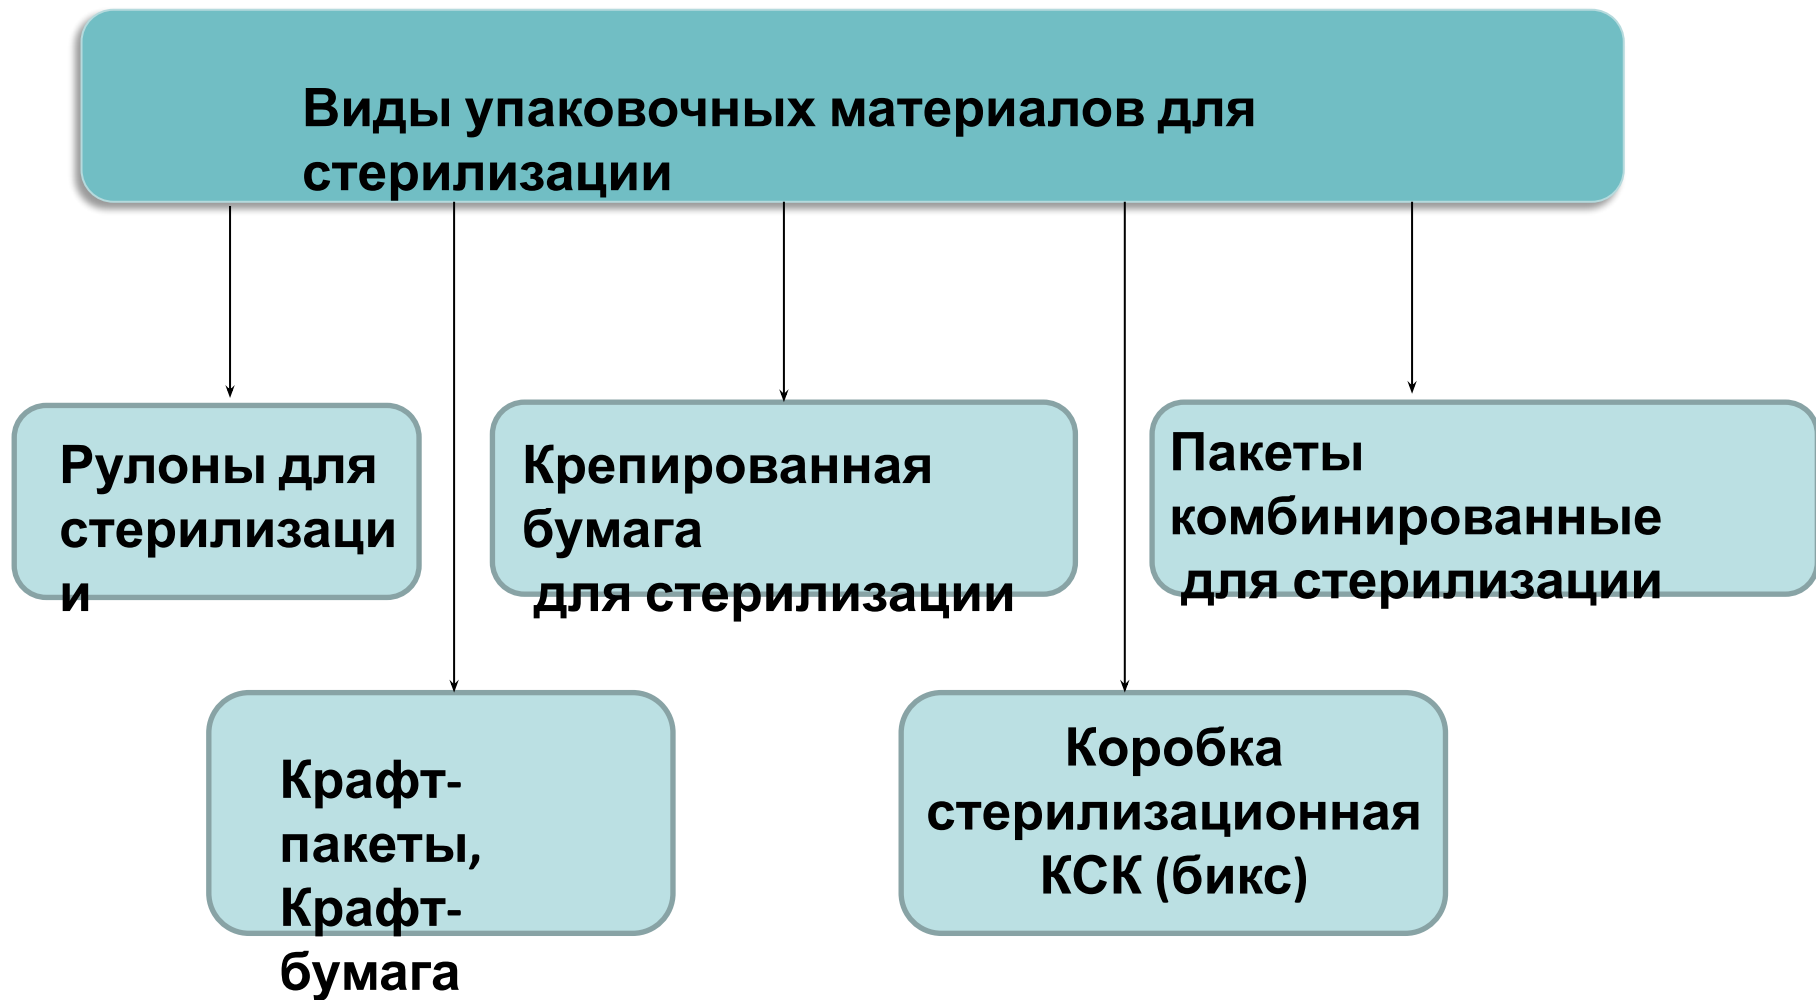 Виды упаковочных материалов для
стерилизации
Рулоны для
стерилизаци
и
Крепированная
бумага
для стерилизации
Пакеты
комбинированные
для стерилизации
Крафт-
пакеты,
Крафт-
бумага
Коробка
стерилизационная
КСК (бикс)